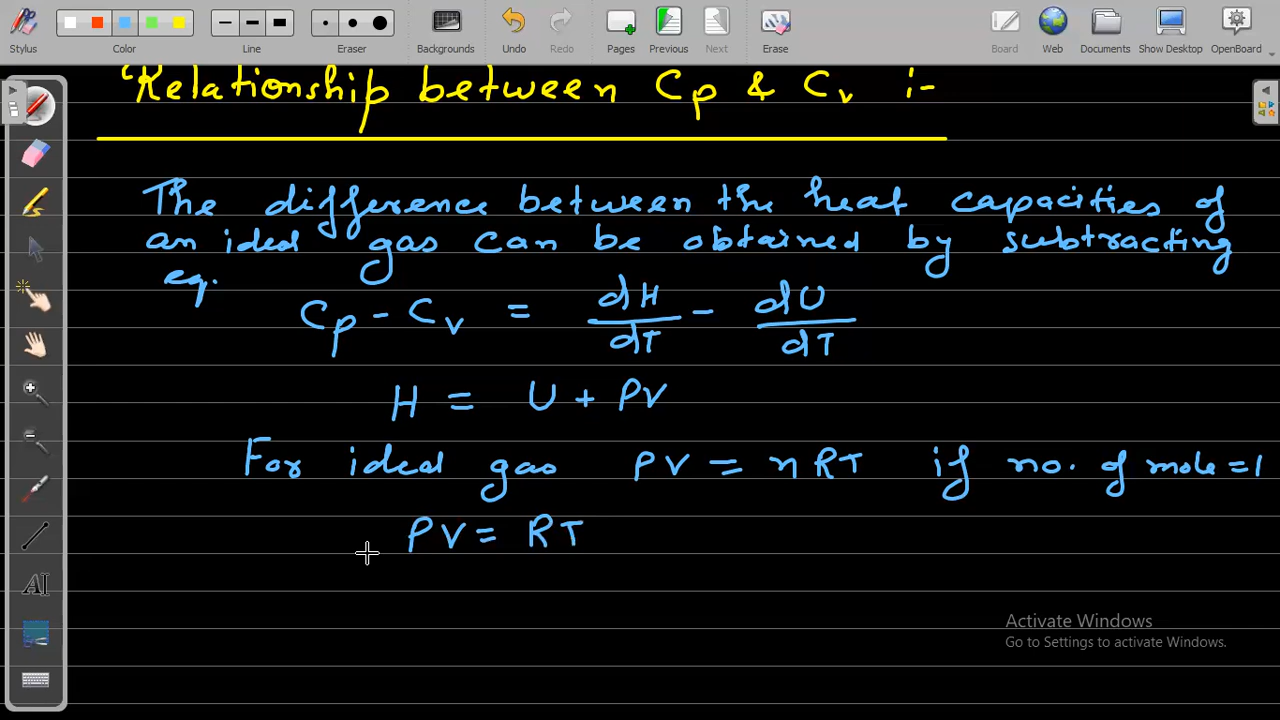 Stylus Color Line Eraser Backgrounds Undo Redo Pages Previous Next Erase Board Web Documents Show Desktop OpenBoard
Relationship between Cp & Cv :-
The difference between the heat capacities of
an ideal gas can be obtained by subtracting
eq.
Cp - Cv = dH/dT - dU/dT
H = U + PV
For ideal gas PV = nRT if no. of mole = 1
PV = RT
Activate Windows
Go to Settings to activate Windows.